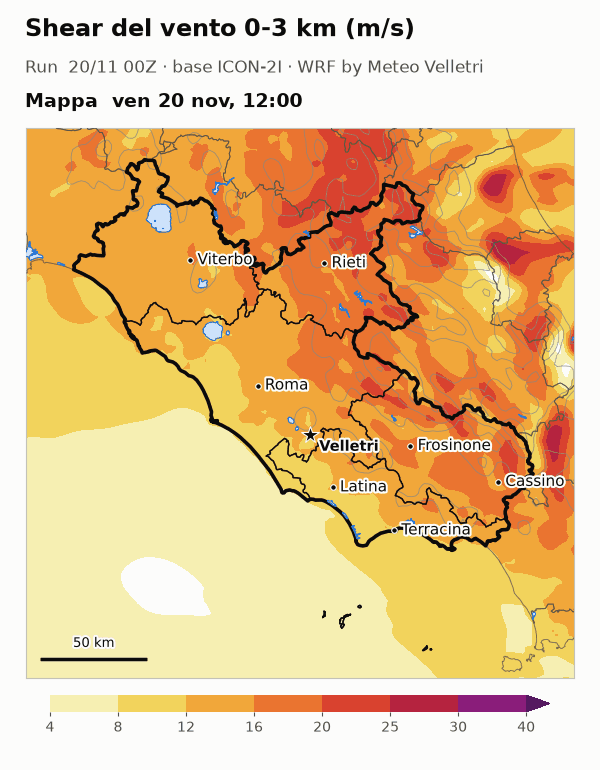 Shear del vento 0-3 km (m/s)
Run  20/11 00Z · base ICON-2I · WRF by Meteo Velletri
Mappa  ven 20 nov, 12:00
Viterbo
Rieti
Roma
Velletri
Frosinone
Cassino
Latina
Terracina
50 km
4 8 12 16 20 25 30 40